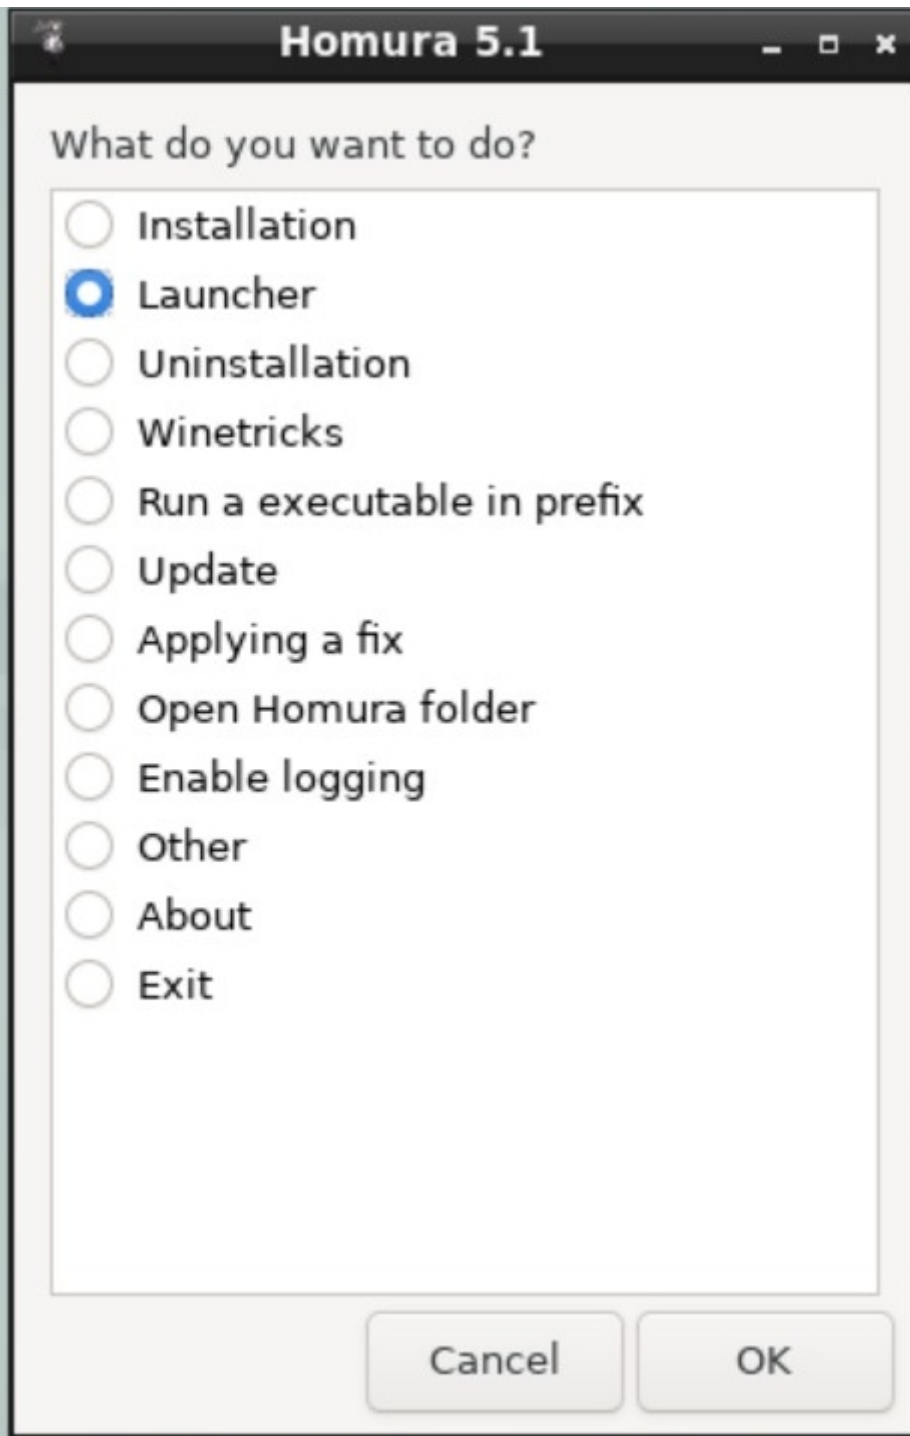 Homura 5.1
What do you want to do?
Installation
Launcher
Uninstallation
Winetricks
Run a executable in prefix
Update
Applying a fix
Open Homura folder
Enable logging
Other
About
Exit
Cancel OK